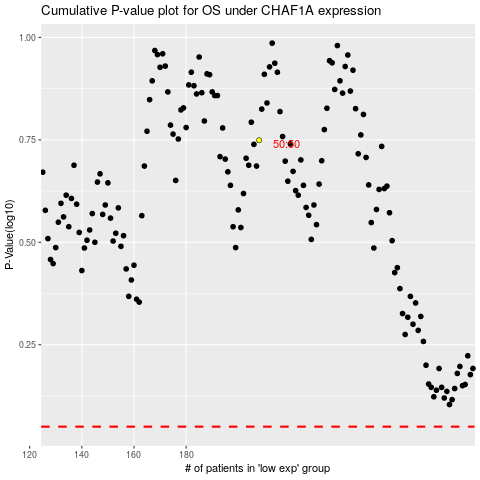 Cumulative P-value plot for OS under CHAF1A expression
P-Value(log10)
1.00
0.75
0.50
0.25
50:50
120 140 160 180
# of patients in 'low exp' group